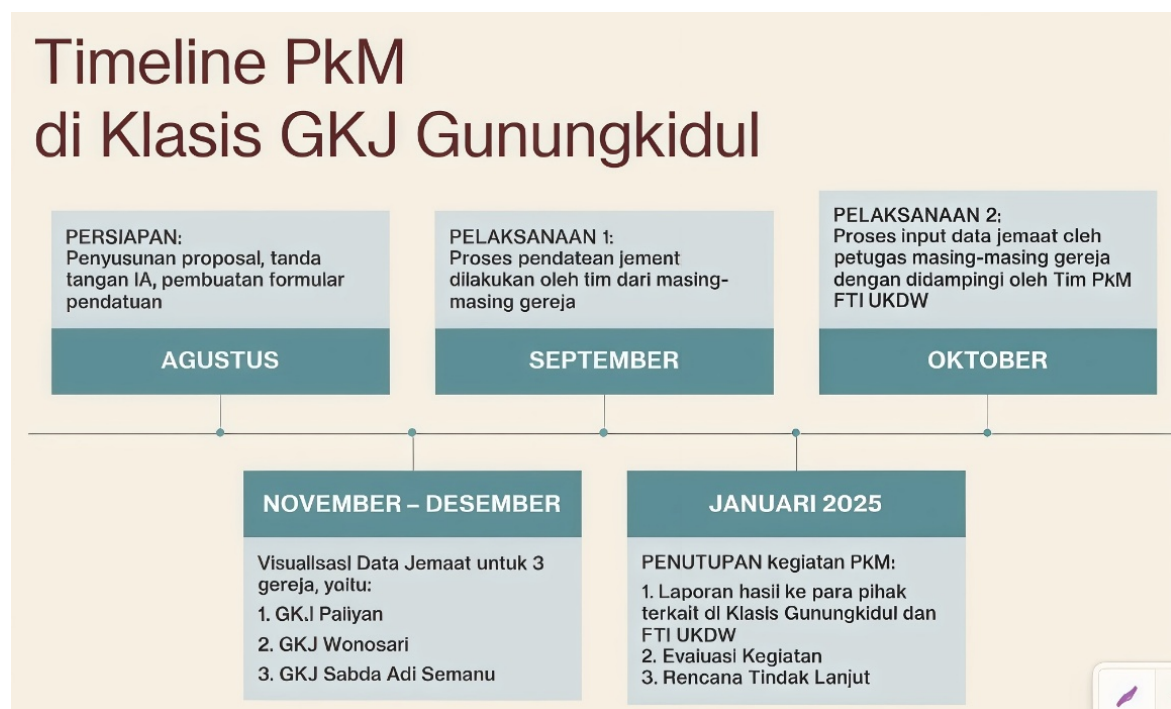 Timeline PkM
di Klasis GKJ Gunungkidul
PERSIAPAN:
Penyusunan proposal, tanda
tangan IA, pembuatan formular
pendatuan
AGUSTUS
PELAKSANAAN 1:
Proses pendatean jement
dilakukan oleh tim dari masing-
masing gereja
SEPTEMBER
PELAKSANAAN 2:
Proses input data jemaat cleh
petugas masing-masing gereja
dengan didampingi oleh Tim PkM
FTI UKDW
OKTOBER
NOVEMBER – DESEMBER
Visuallsasl Data Jemaat untuk 3
gereja, yaitu:
1. GK.I Paliyan
2. GKJ Wonosari
3. GKJ Sabda Adi Semanu
JANUARI 2025
PENUTUPAN kegiatan PKM:
1. Laporan hasil ke para pihak
terkait dl Klasis Gunungkidul dan
FTI UKDW
2. Evaiuasi Kegiatan
3. Rencana Tindak Lanjut